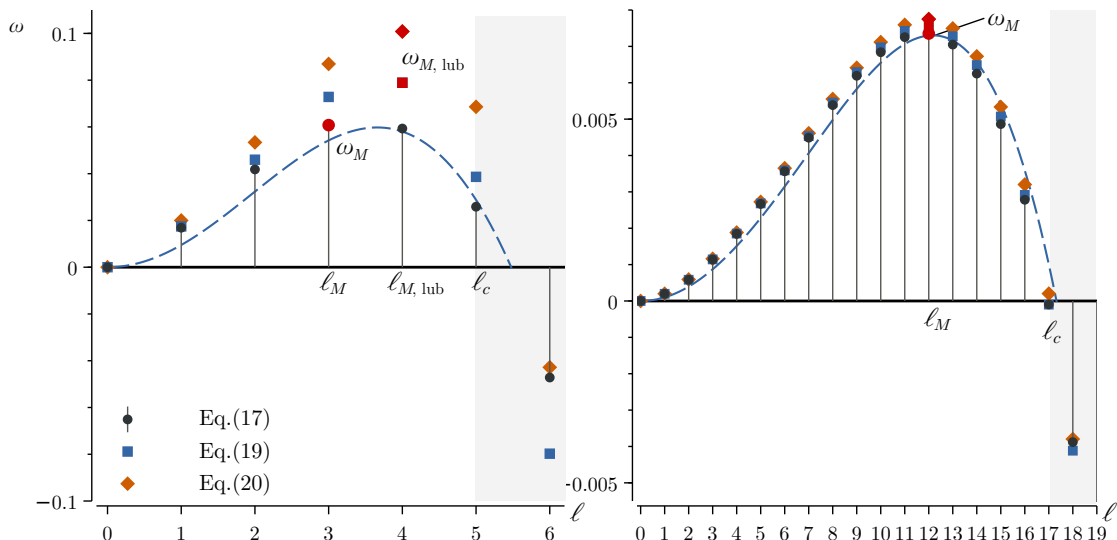 ω
0.1
0
−0.1
ω_{M, lub}
ω_M
ℓ_M
ℓ_{M, lub}
ℓ_c
Eq.(17)
Eq.(19)
Eq.(20)
0 1 2 3 4 5 6
ℓ
0.005
0
-0.005
ω_M
ℓ_M
ℓ_c
0 1 2 3 4 5 6 7 8 9 10 11 12 13 14 15 16 17 18 19
ℓ